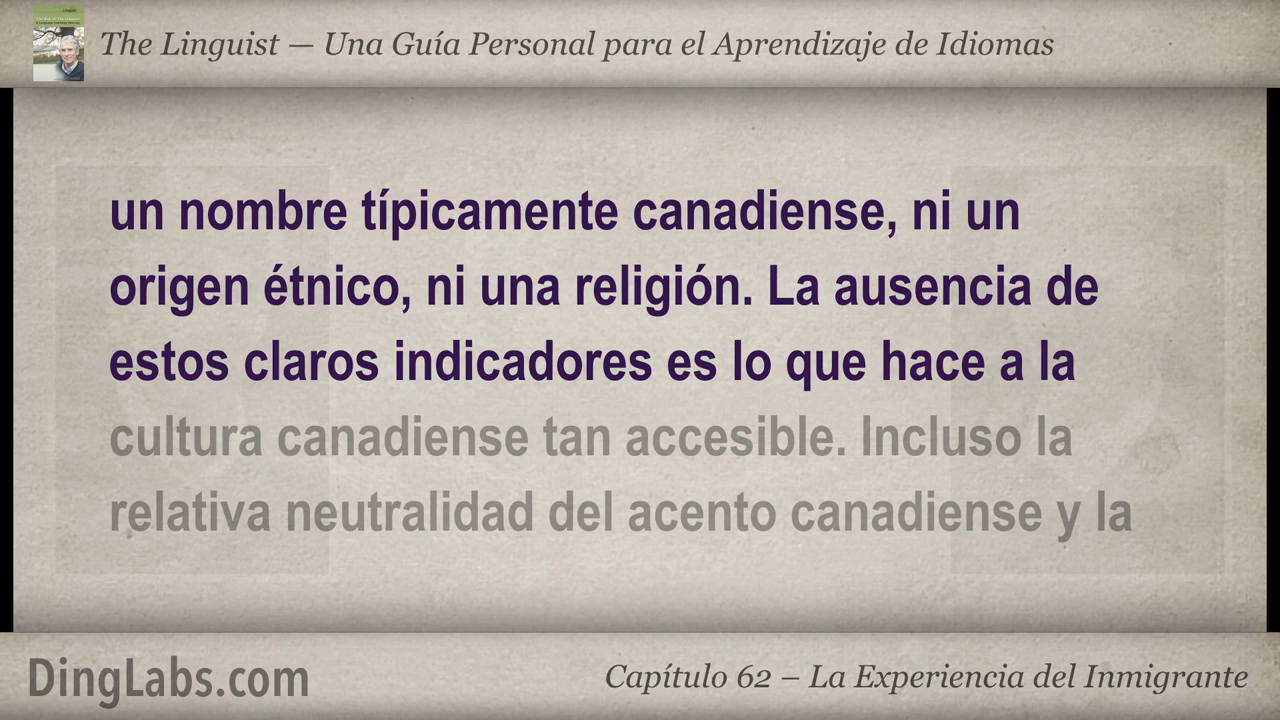 The Linguist — Una Guía Personal para el Aprendizaje de Idiomas
un nombre típicamente canadiense, ni un
origen étnico, ni una religión. La ausencia de
estos claros indicadores es lo que hace a la
cultura canadiense tan accesible. Incluso la
relativa neutralidad del acento canadiense y la
DingLabs.com
Capítulo 62 – La Experiencia del Inmigrante